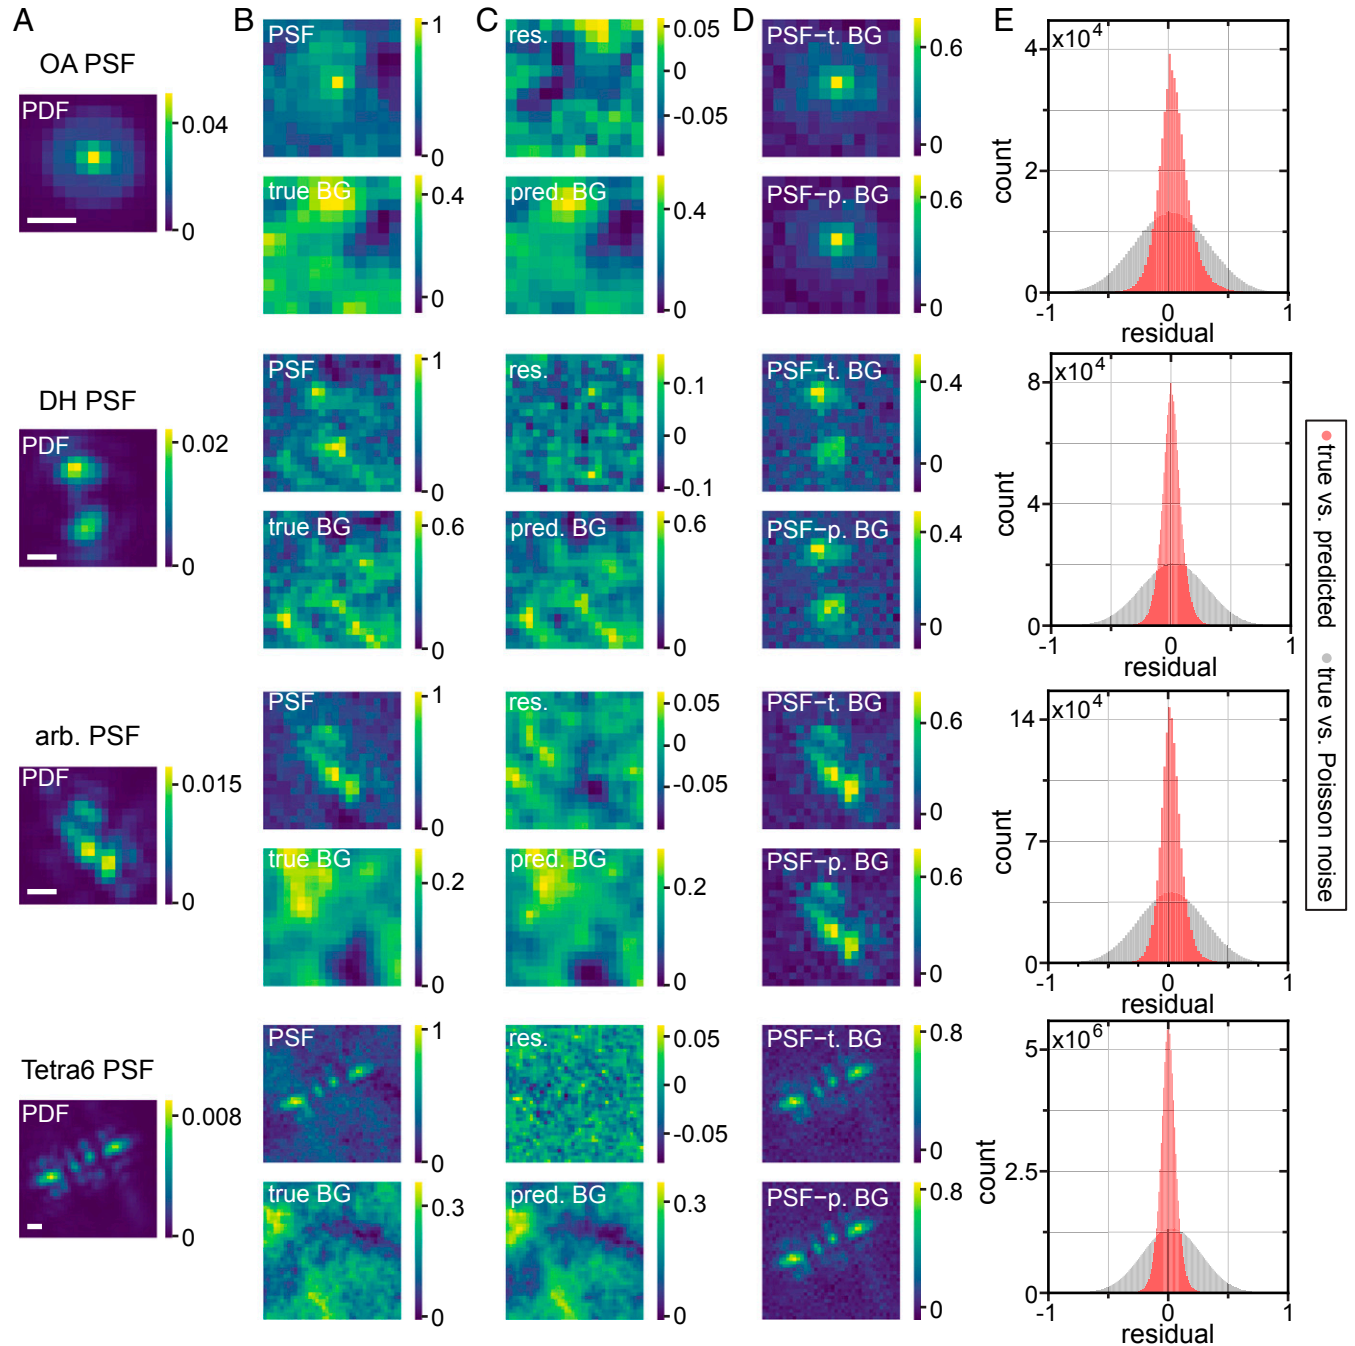 A
B
C
D
E
OA PSF
PDF
0.04
0
PSF
1
0
res.
0.05
0
-0.05
PSF-t. BG
0.6
0
true BG
0.4
0
pred. BG
0.4
0
PSF-p. BG
0.6
0
x10⁴
4
2
0
count
-1
0
1
residual
DH PSF
PDF
0.02
0
PSF
1
0
res.
0.1
0
-0.1
PSF-t. BG
0.4
0
true BG
0.6
0
pred. BG
0.6
0
PSF-p. BG
0.4
0
x10⁴
8
4
0
count
-1
0
1
residual
true vs. predicted
true vs. Poisson noise
arb. PSF
PDF
0.015
0
PSF
1
0
res.
0.05
0
-0.05
PSF-t. BG
0.6
0
true BG
0.2
0
pred. BG
0.2
0
PSF-p. BG
0.6
0
x10⁴
14
7
0
count
-1
0
1
residual
Tetra6 PSF
PDF
0.008
0
PSF
1
0
res.
0.05
0
-0.05
PSF-t. BG
0.8
0
true BG
0.3
0
pred. BG
0.3
0
PSF-p. BG
0.8
0
x10⁶
5
2.5
0
count
-1
0
1
residual